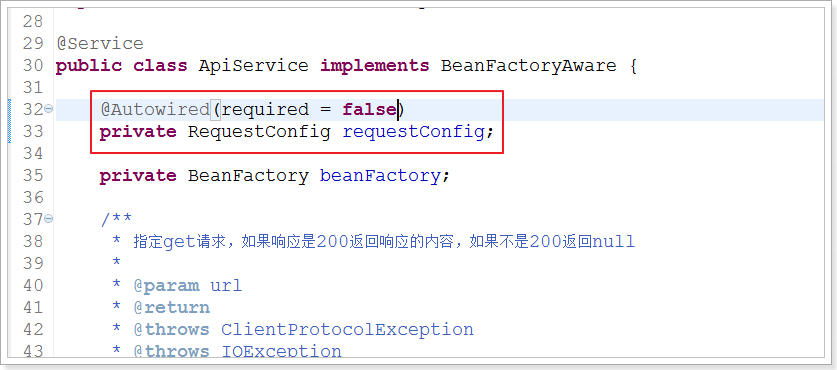 28
29 @Service
30 public class ApiService implements BeanFactoryAware {
31
32 @Autowired(required = false)
33 private RequestConfig requestConfig;
34
35 private BeanFactory beanFactory;
36
37 /**
38 * 指定get请求，如果响应是200返回响应的内容，如果不是200返回null
39 *
40 * @param url
41 * @return
42 * @throws ClientProtocolException
43 * @throws IOException